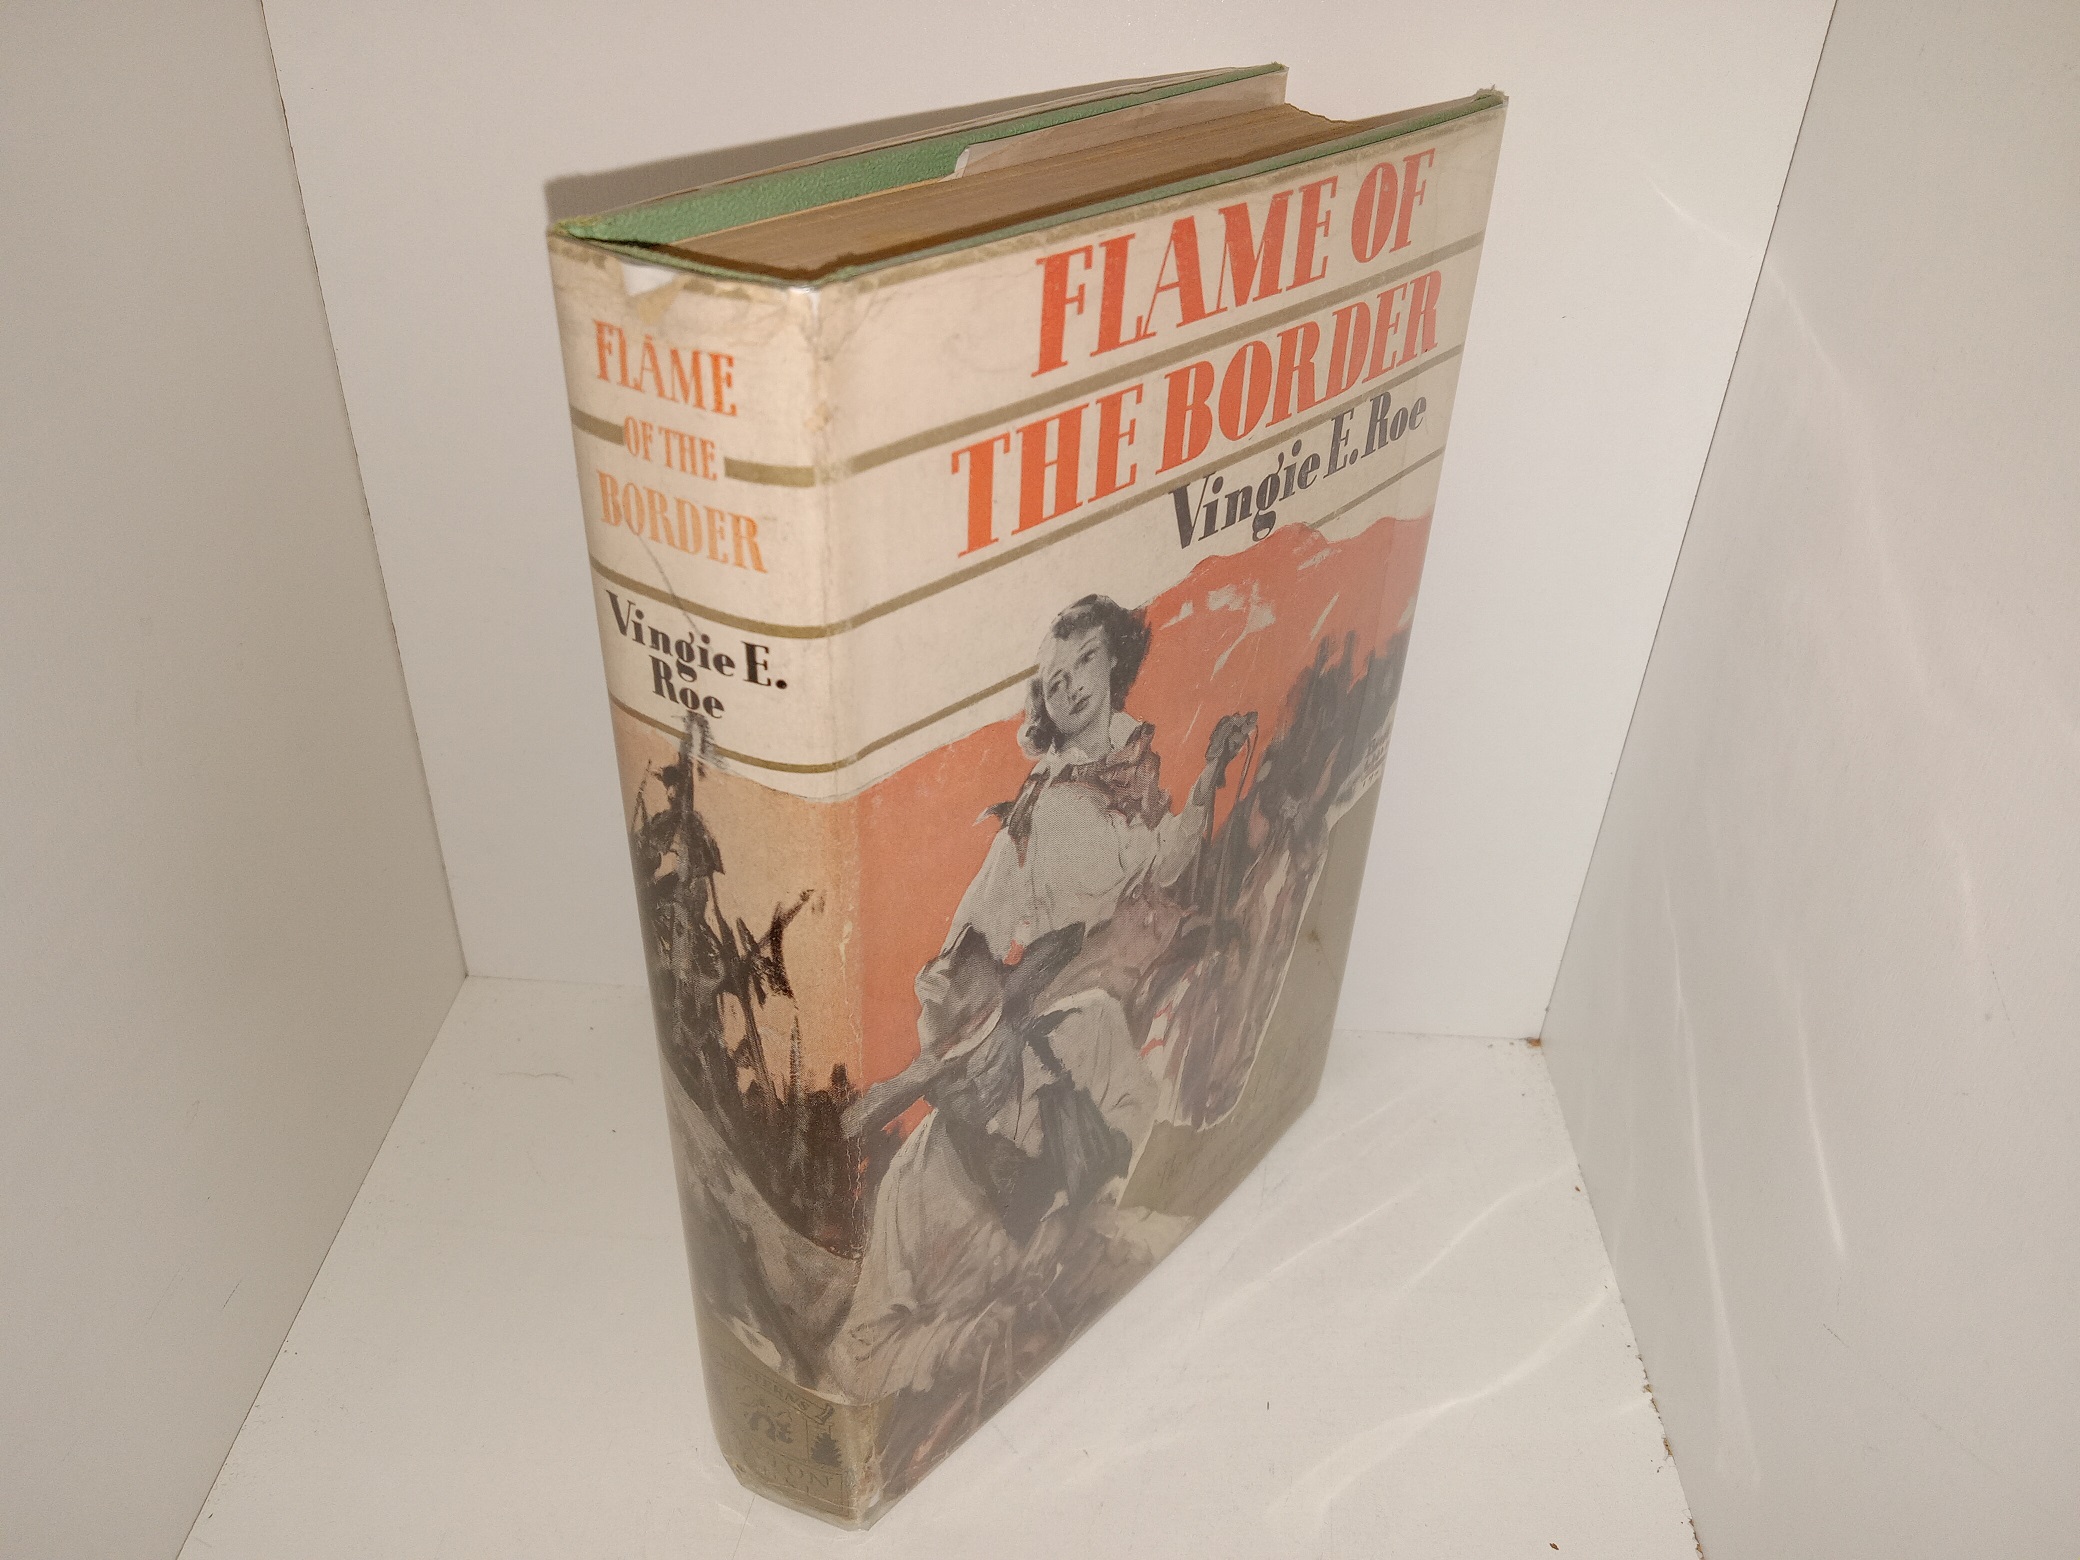 FLAME
OF THE
BORDER
Vingie E.
Roe
FLAME OF
THE BORDER
Vingie E. Roe